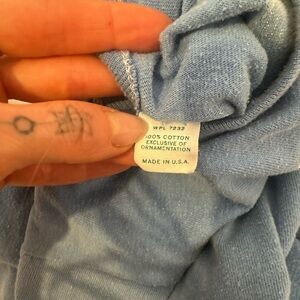 WPL 7232
100% COTTON
EXCLUSIVE OF
ORNAMENTATION
MADE IN U.S.A.